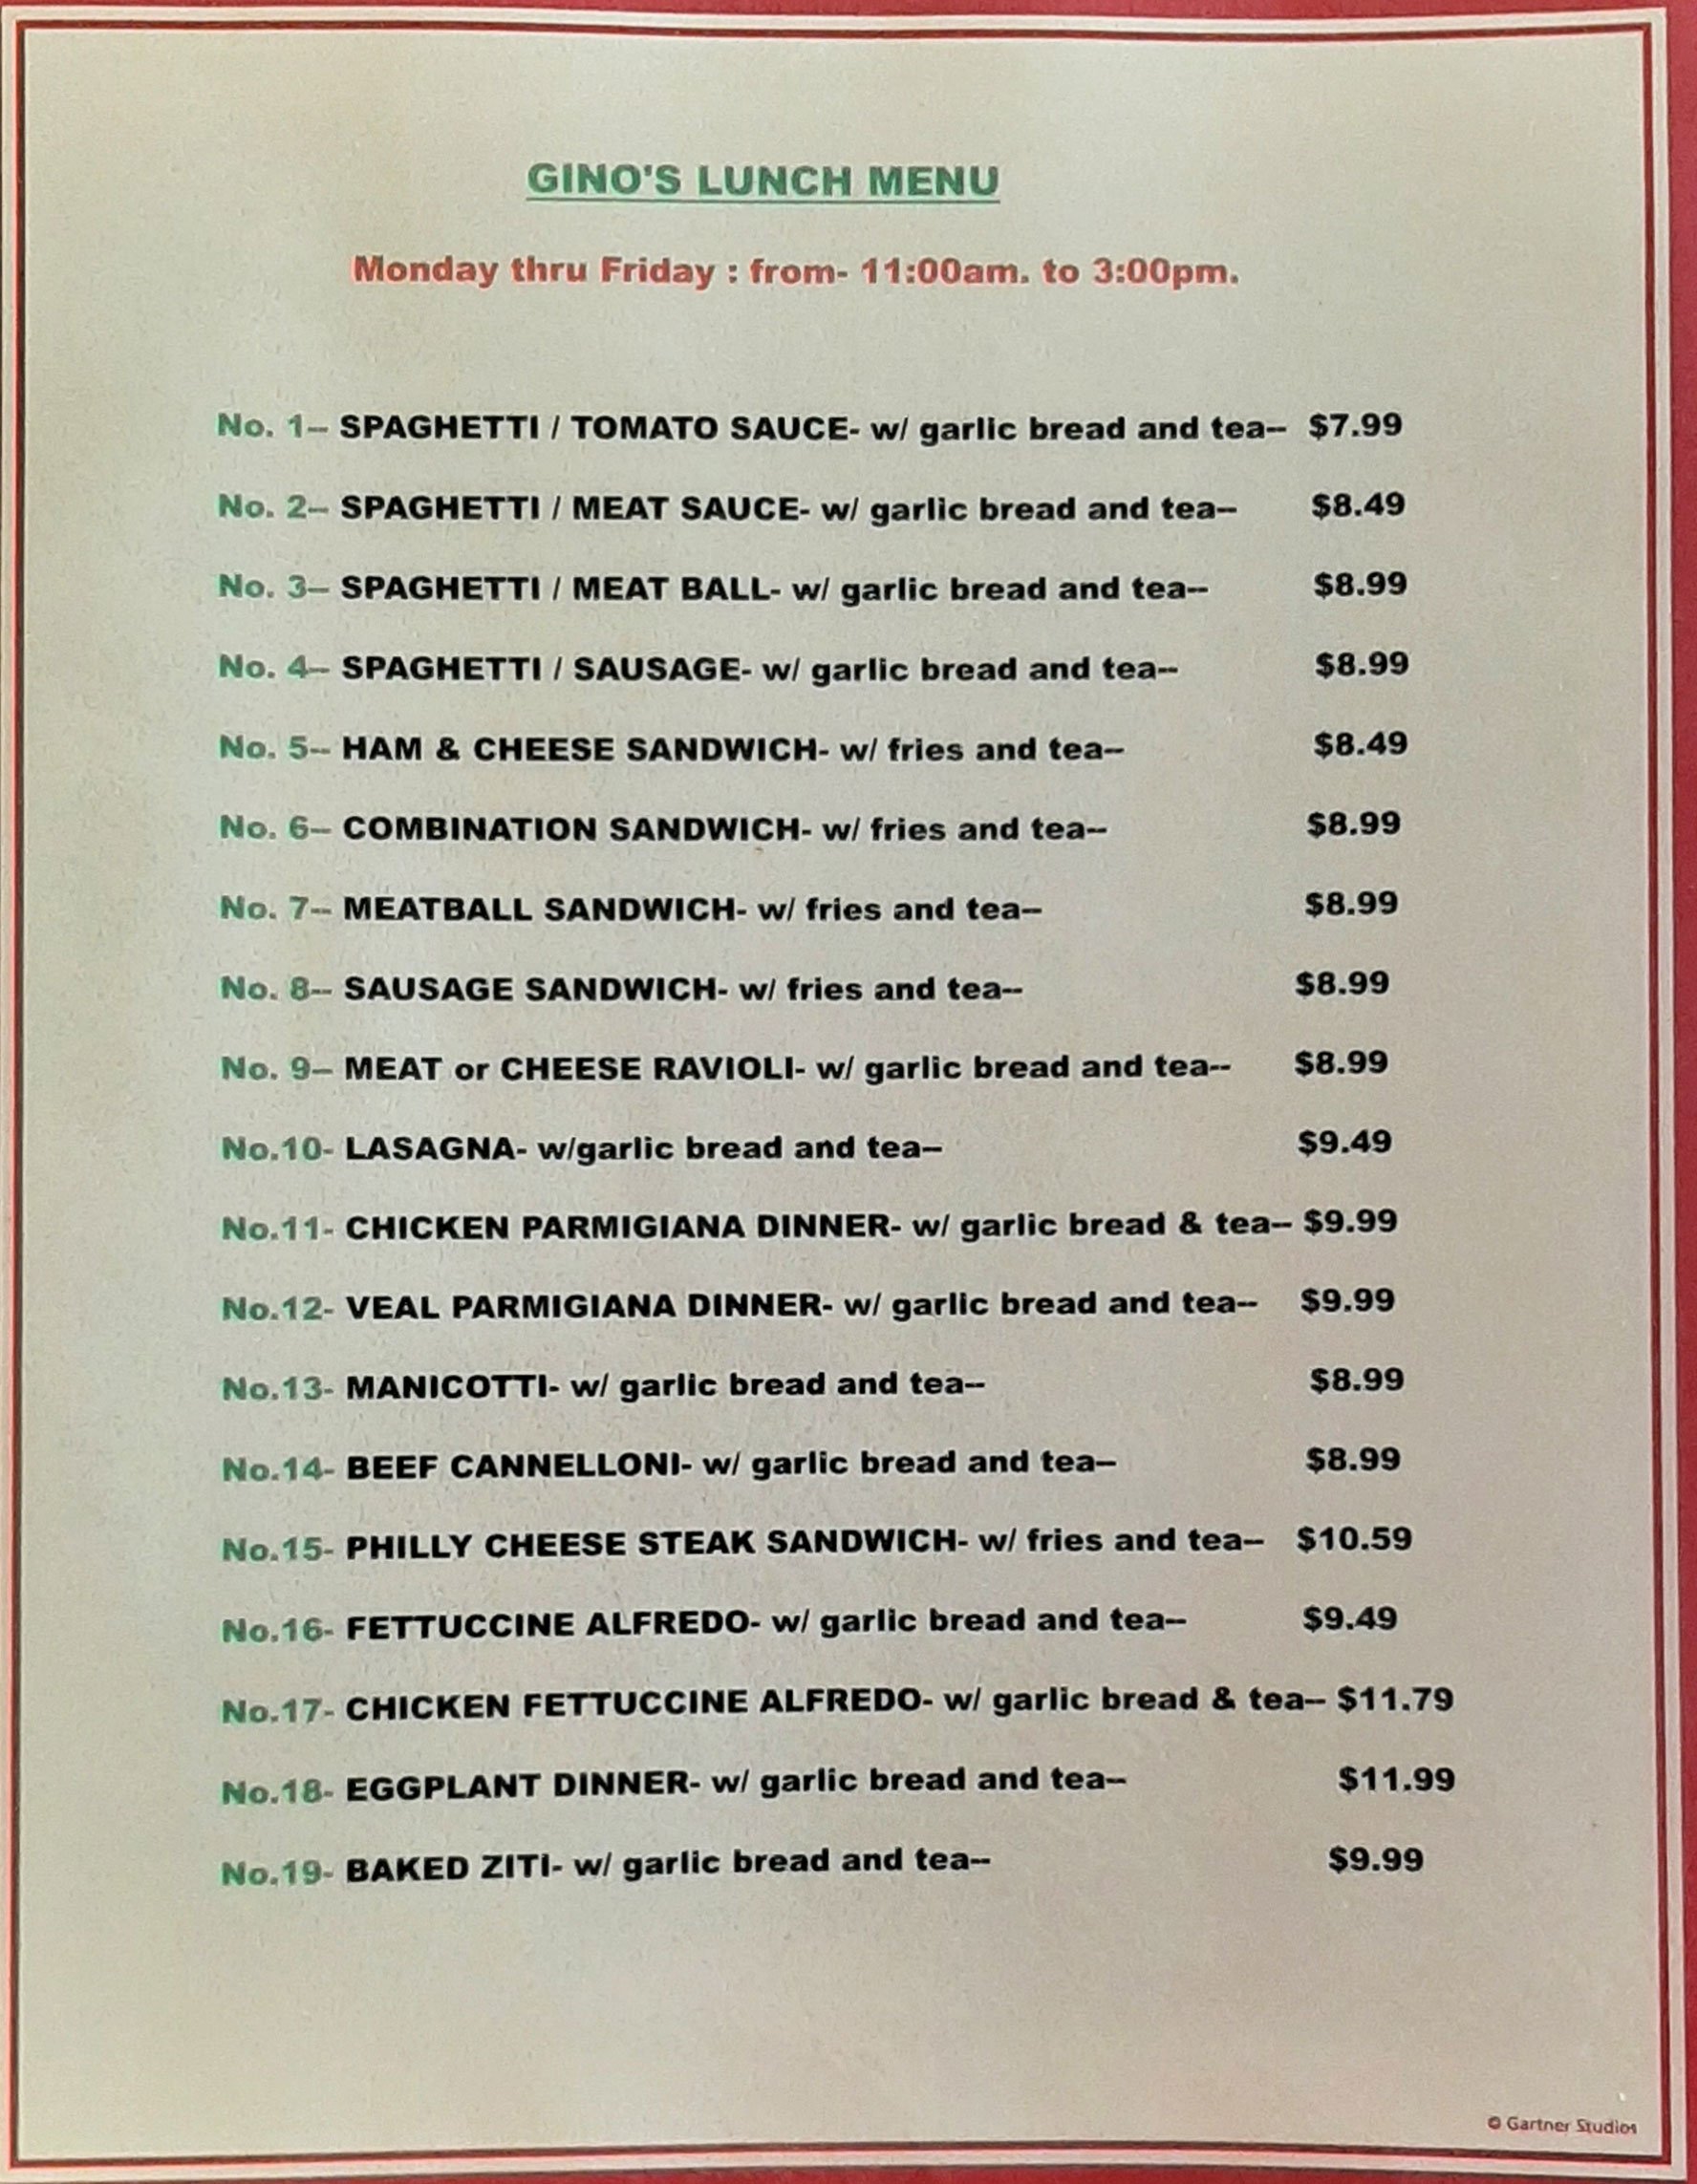 GINO'S LUNCH MENU
Monday thru Friday : from- 11:00am. to 3:00pm.
No. 1-- SPAGHETTI / TOMATO SAUCE- w/ garlic bread and tea-- $7.99
No. 2-- SPAGHETTI / MEAT SAUCE- w/ garlic bread and tea-- $8.49
No. 3-- SPAGHETTI / MEAT BALL- w/ garlic bread and tea-- $8.99
No. 4-- SPAGHETTI / SAUSAGE- w/ garlic bread and tea-- $8.99
No. 5-- HAM & CHEESE SANDWICH- w/ fries and tea-- $8.49
No. 6-- COMBINATION SANDWICH- w/ fries and tea-- $8.99
No. 7-- MEATBALL SANDWICH- w/ fries and tea-- $8.99
No. 8-- SAUSAGE SANDWICH- w/ fries and tea-- $8.99
No. 9-- MEAT or CHEESE RAVIOLI- w/ garlic bread and tea-- $8.99
No.10- LASAGNA- w/garlic bread and tea-- $9.49
No.11- CHICKEN PARMIGIANA DINNER- w/ garlic bread & tea-- $9.99
No.12- VEAL PARMIGIANA DINNER- w/ garlic bread and tea-- $9.99
No.13- MANICOTTI- w/ garlic bread and tea-- $8.99
No.14- BEEF CANNELLONI- w/ garlic bread and tea-- $8.99
No.15- PHILLY CHEESE STEAK SANDWICH- w/ fries and tea-- $10.59
No.16- FETTUCCINE ALFREDO- w/ garlic bread and tea-- $9.49
No.17- CHICKEN FETTUCCINE ALFREDO- w/ garlic bread & tea-- $11.79
No.18- EGGPLANT DINNER- w/ garlic bread and tea-- $11.99
No.19- BAKED ZITI- w/ garlic bread and tea-- $9.99
© Gartner Studios